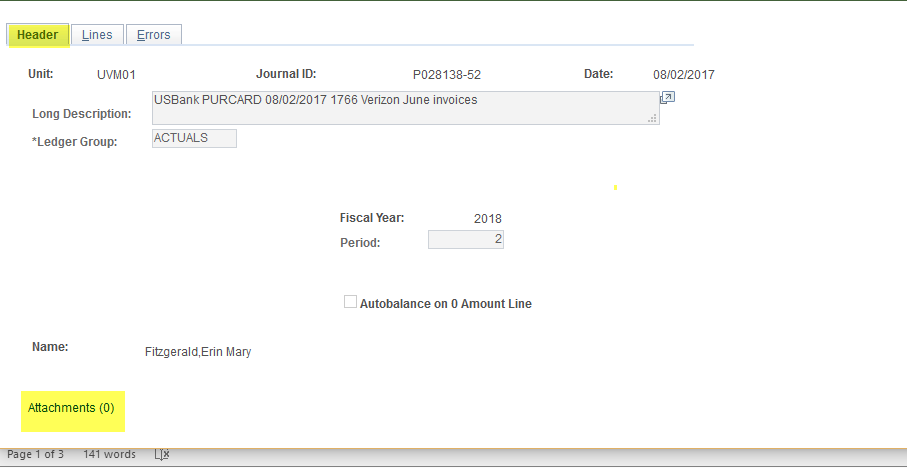 Header Lines Errors
Unit: UVM01 Journal ID: P028138-52 Date: 08/02/2017
Long Description: USBank PURCARD 08/02/2017 1766 Verizon June invoices
*Ledger Group: ACTUALS
Fiscal Year: 2018
Period: 2
Autobalance on 0 Amount Line
Name: Fitzgerald,Erin Mary
Attachments (0)
Page 1 of 3 141 words